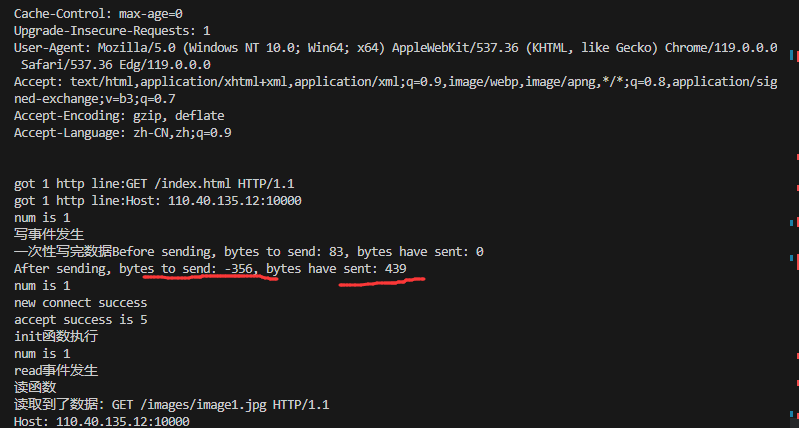 Cache-Control: max-age=0
Upgrade-Insecure-Requests: 1
User-Agent: Mozilla/5.0 (Windows NT 10.0; Win64; x64) AppleWebKit/537.36 (KHTML, like Gecko) Chrome/119.0.0.0
 Safari/537.36 Edg/119.0.0.0
Accept: text/html,application/xhtml+xml,application/xml;q=0.9,image/webp,image/apng,*/*;q=0.8,application/sig
ned-exchange;v=b3;q=0.7
Accept-Encoding: gzip, deflate
Accept-Language: zh-CN,zh;q=0.9
got 1 http line:GET /index.html HTTP/1.1
got 1 http line:Host: 110.40.135.12:10000
num is 1
写事件发生
一次性写完数据Before sending, bytes to send: 83, bytes have sent: 0
After sending, bytes to send: -356, bytes have sent: 439
num is 1
new connect success
accept success is 5
init函数执行
num is 1
read事件发生
读函数
读取到了数据: GET /images/image1.jpg HTTP/1.1
Host: 110.40.135.12:10000